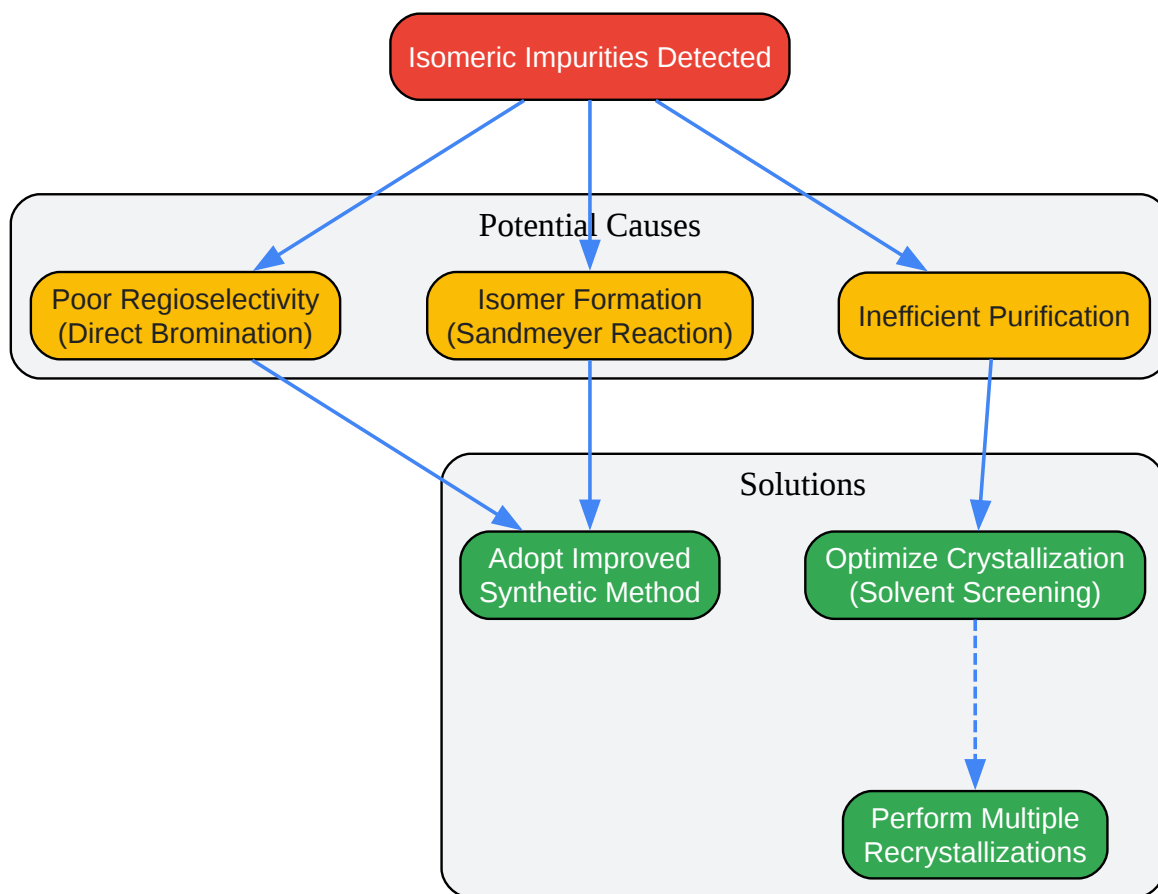 Isomeric Impurities Detected
Potential Causes
Poor Regioselectivity
(Direct Bromination)
Isomer Formation
(Sandmeyer Reaction)
Inefficient Purification
Solutions
Adopt Improved
Synthetic Method
Optimize Crystallization
(Solvent Screening)
Perform Multiple
Recrystallizations